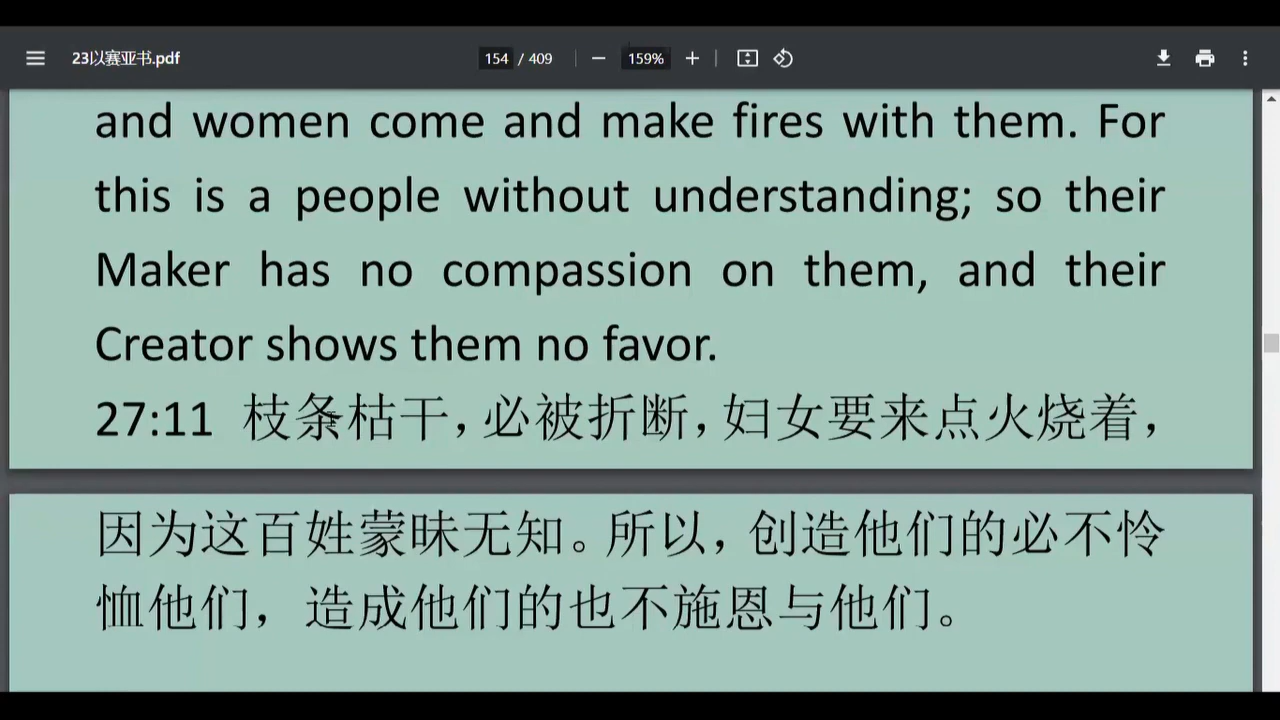 23以赛亚书.pdf
154 / 409
159%
and women come and make fires with them. For
this is a people without understanding; so their
Maker has no compassion on them, and their
Creator shows them no favor.
27:11 枝条枯干，必被折断，妇女要来点火烧着，
因为这百姓蒙昧无知。所以，创造他们的必不怜
恤他们，造成他们的也不施恩与他们。